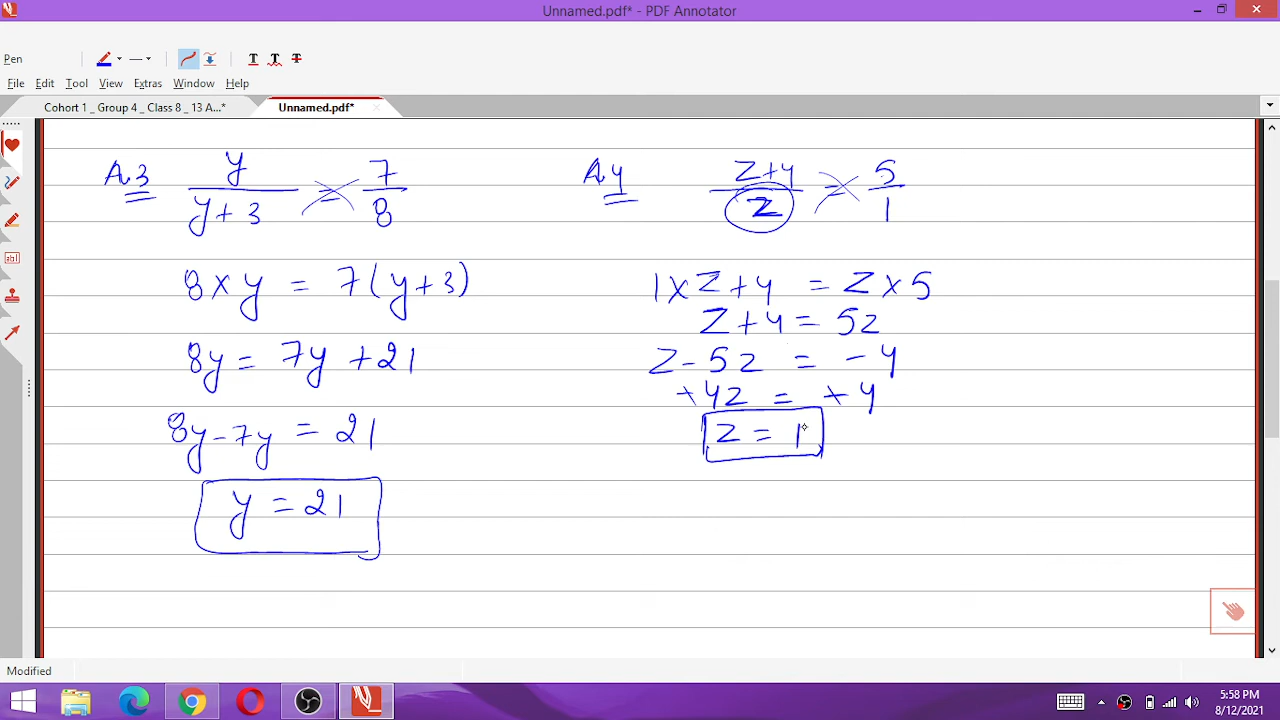 Unnamed.pdf* - PDF Annotator
Pen
T T T
File Edit Tool View Extras Window Help
Cohort 1 _ Group 4 _ Class 8 _ 13 A...*
Unnamed.pdf*
A3
y/(y+3) = 7/8
8 × y = 7(y+3)
8y = 7y + 21
8y - 7y = 21
y = 21
A4
(z+4)/z = 5/1
1 × z + 4 = z × 5
z + 4 = 5z
z - 5z = -4
+4z = +4
z = 1
Modified
5:58 PM
8/12/2021